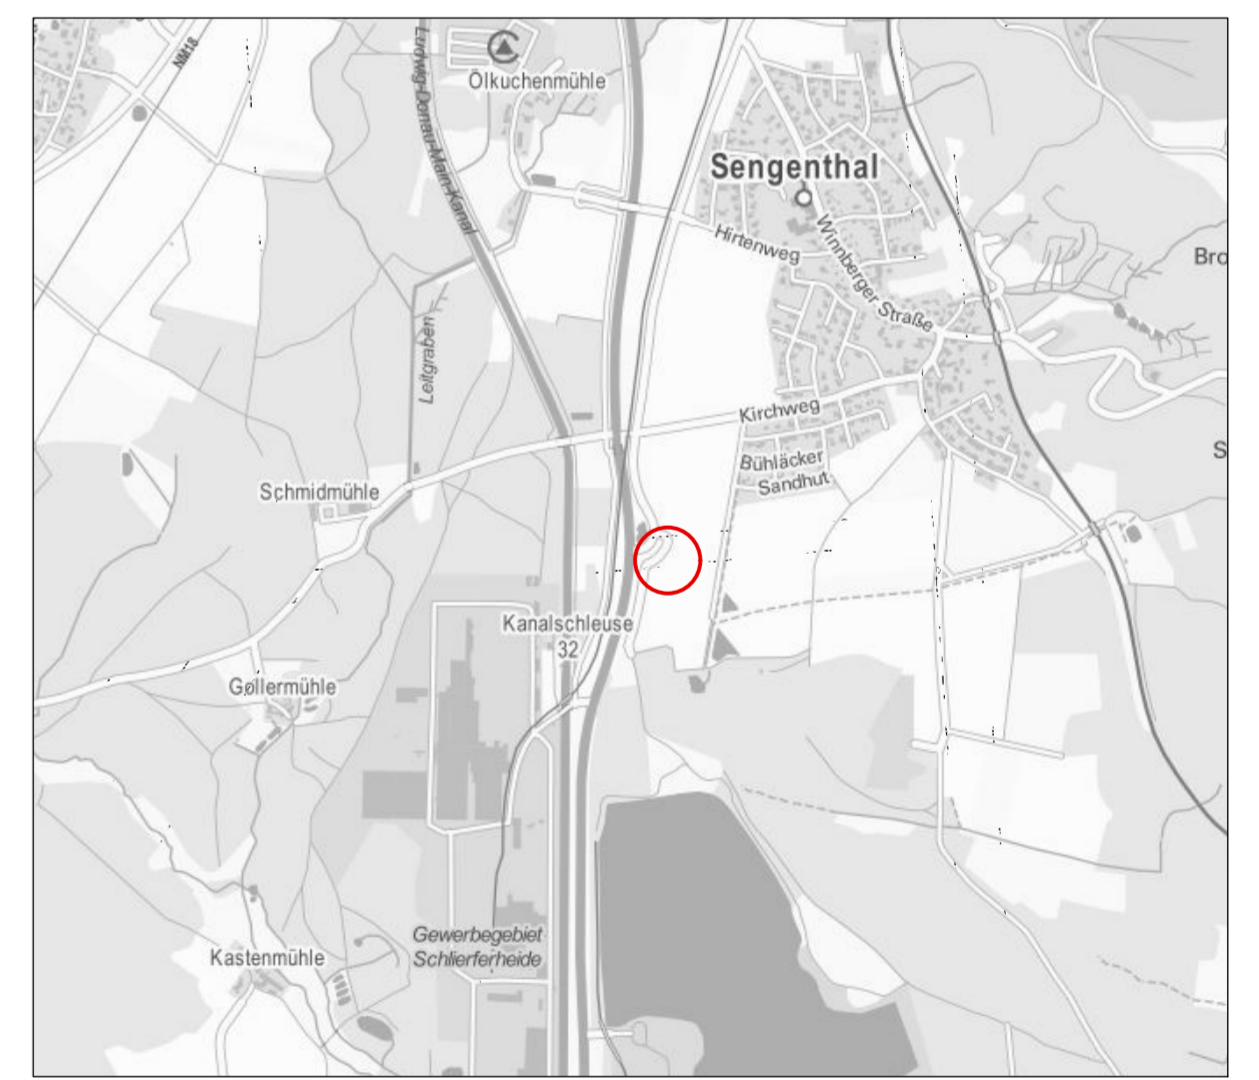 NM18
Ludwig-Donau-Main-Kanal
Ölkuchenmühle
Sengenthal
Hirtenweg
Winnberger Straße
Bro
Leitgraben
Kirchweg
Bühläcker
Sandhut
S
Schmidmühle
Kanalschleuse
32
Gollermühle
Gewerbegebiet
Schlierferheide
Kastenmühle